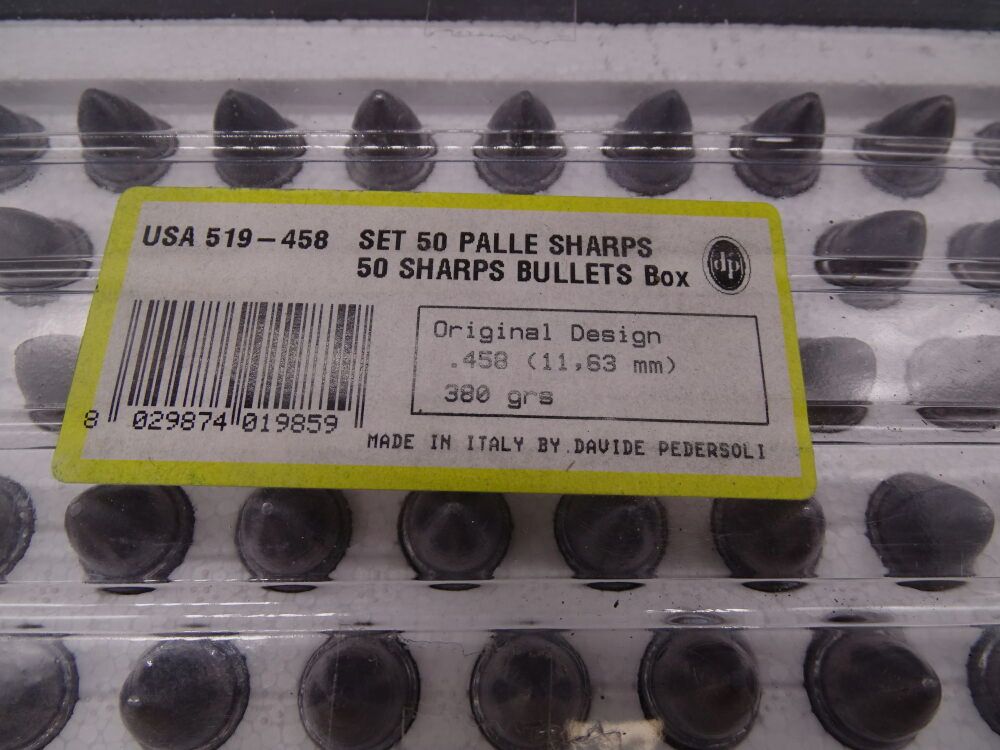 USA 519-458 SET 50 PALLE SHARPS
50 SHARPS BULLETS Box
dp
Original Design
.458 (11,63 mm)
380 grs
8 029874 019859
MADE IN ITALY BY DAVIDE PEDERSOLI